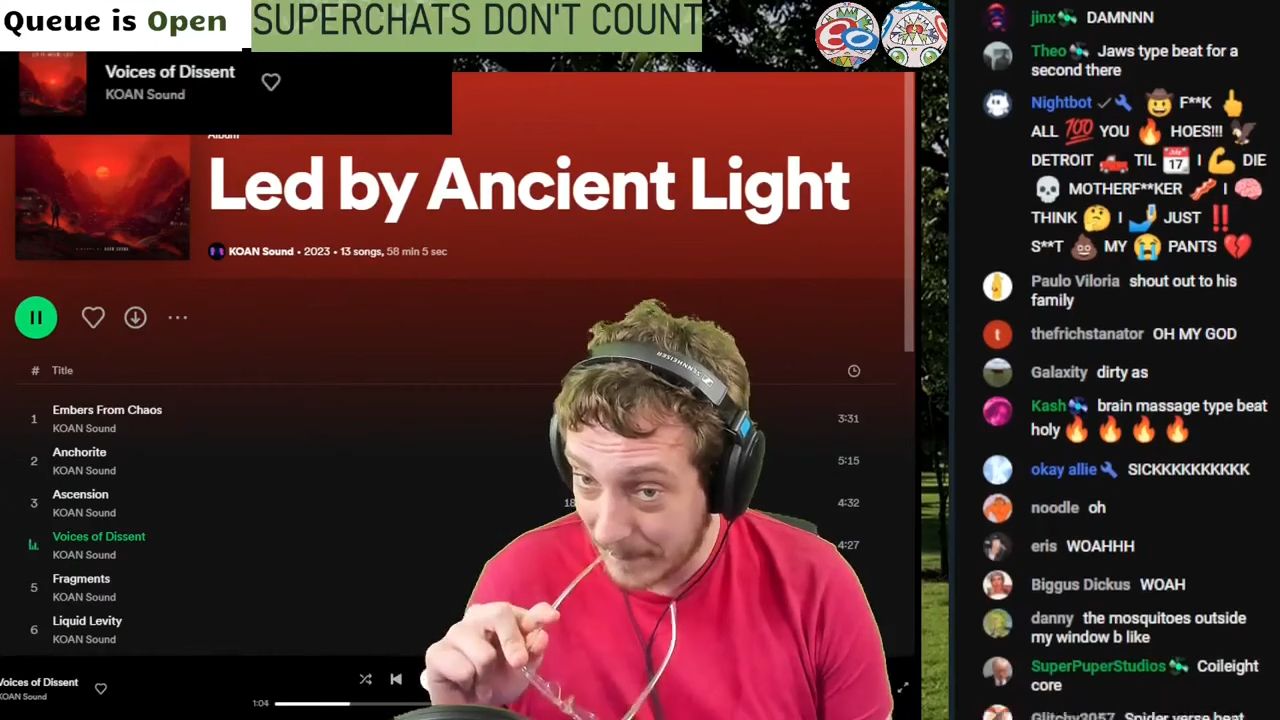 Queue is Open
SUPERCHATS DON'T COUNT
Voices of Dissent
KOAN Sound
Album
Led by Ancient Light
KOAN Sound • 2023 • 13 songs, 58 min 5 sec
# Title
1 Embers From Chaos 3:31
KOAN Sound
2 Anchorite 5:15
KOAN Sound
3 Ascension 18 4:32
KOAN Sound
Voices of Dissent 4:27
KOAN Sound
5 Fragments
KOAN Sound
6 Liquid Levity
KOAN Sound
Voices of Dissent
KOAN Sound
1:04
SENNHEISER
jinx DAMNNN
Theo Jaws type beat for a
second there
Nightbot 🤠 F**K 🖕
ALL 💯 YOU 🔥 HOES!!! 🦅
DETROIT 🛻 TIL 📅 I 💪 DIE
💀 MOTHERF**KER 🥓 I 🧠
THINK 🤔 I 🤳 JUST ‼️
S**T 💩 MY 😭 PANTS 💔
Paulo Viloria shout out to his
family
t
thefrichstanator OH MY GOD
Galaxity dirty as
Kash brain massage type beat
holy 🔥 🔥 🔥 🔥
okay allie SICKKKKKKKKKK
noodle oh
eris WOAHHH
Biggus Dickus WOAH
danny the mosquitoes outside
my window b like
SuperPuperStudios Coileight
core
Glitchy3057 Spider verse beat